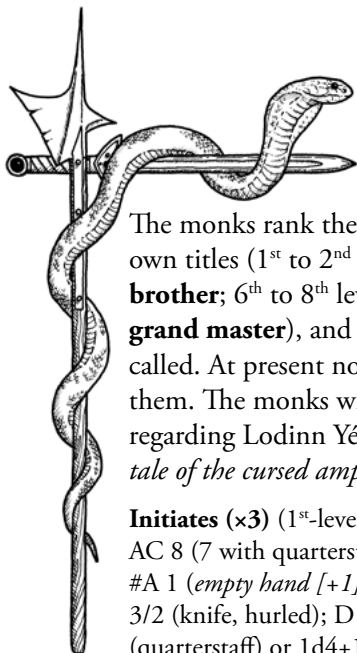 The monks rank the
own titles (1st to 2nd
brother; 6th to 8th lev
grand master), and
called. At present no
them. The monks w
regarding Lodinn Yé
tale of the cursed amp
Initiates (×3) (1st-leve
AC 8 (7 with quarters
#A 1 (empty hand [+1]
3/2 (knife, hurled); D
(quarterstaff) or 1d4+1